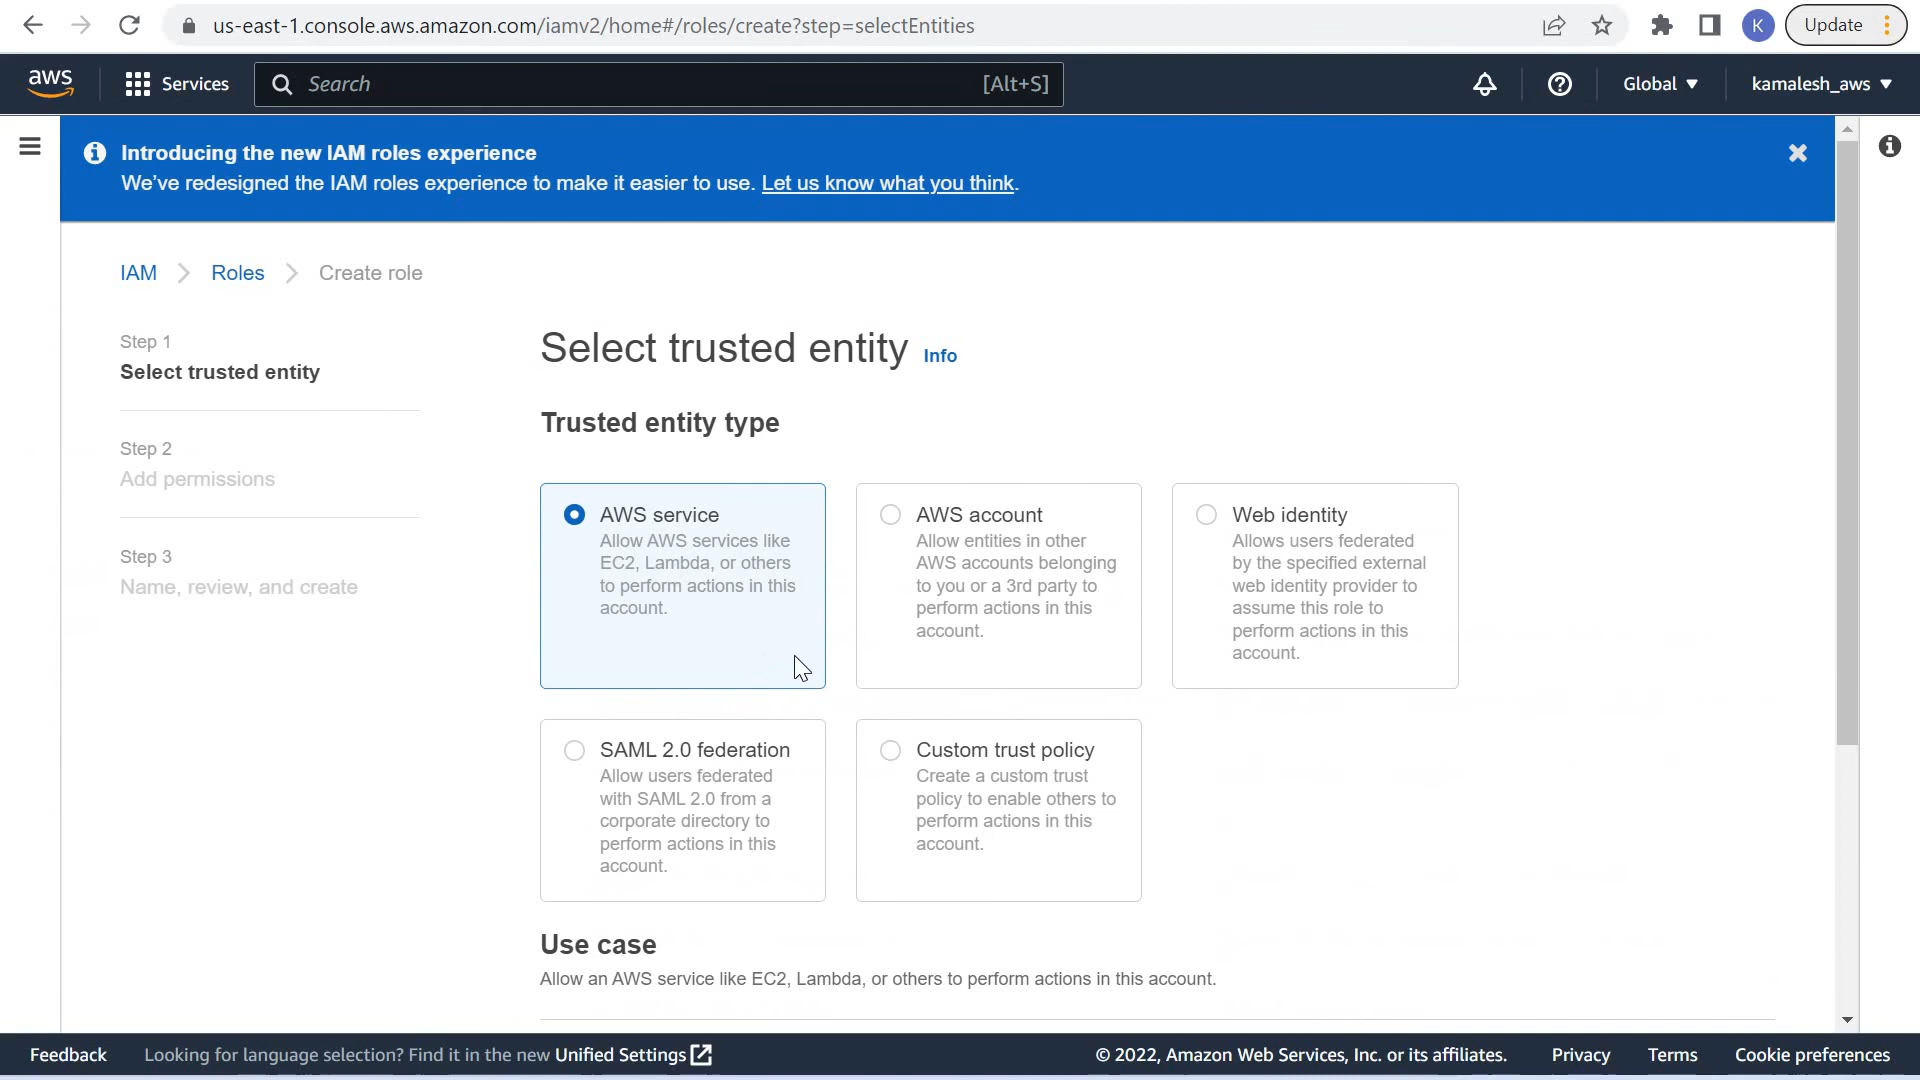 us-east-1.console.aws.amazon.com/iamv2/home#/roles/create?step=selectEntities
K
Update
aws
Services
Search
[Alt+S]
Global
kamalesh_aws
Introducing the new IAM roles experience
We've redesigned the IAM roles experience to make it easier to use. Let us know what you think.
IAM
Roles
Create role
Step 1
Select trusted entity
Step 2
Add permissions
Step 3
Name, review, and create
Select trusted entity Info
Trusted entity type
AWS service
Allow AWS services like
EC2, Lambda, or others
to perform actions in this
account.
AWS account
Allow entities in other
AWS accounts belonging
to you or a 3rd party to
perform actions in this
account.
Web identity
Allows users federated
by the specified external
web identity provider to
assume this role to
perform actions in this
account.
SAML 2.0 federation
Allow users federated
with SAML 2.0 from a
corporate directory to
perform actions in this
account.
Custom trust policy
Create a custom trust
policy to enable others to
perform actions in this
account.
Use case
Allow an AWS service like EC2, Lambda, or others to perform actions in this account.
Feedback
Looking for language selection? Find it in the new Unified Settings
© 2022, Amazon Web Services, Inc. or its affiliates.
Privacy
Terms
Cookie preferences